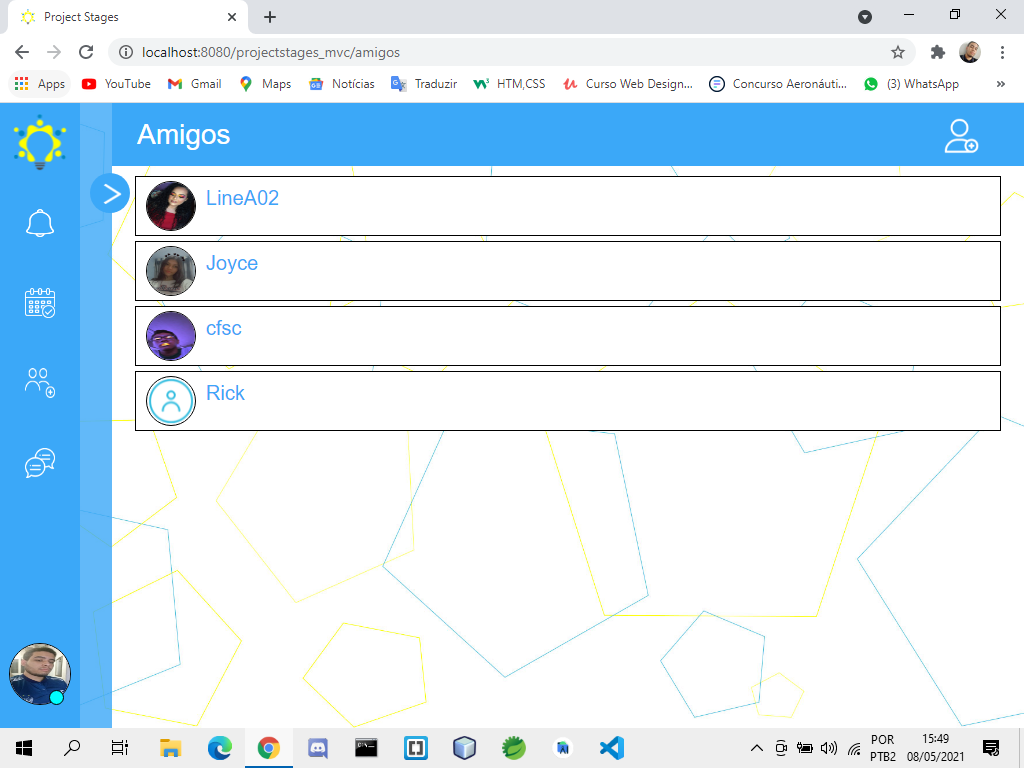 Project Stages
localhost:8080/projectstages_mvc/amigos
Apps YouTube Gmail Maps Notícias Traduzir HTM,CSS Curso Web Design... Concurso Aeronáuti... (3) WhatsApp »
Amigos
LineA02
Joyce
cfsc
Rick
POR 15:49
PTB2 08/05/2021